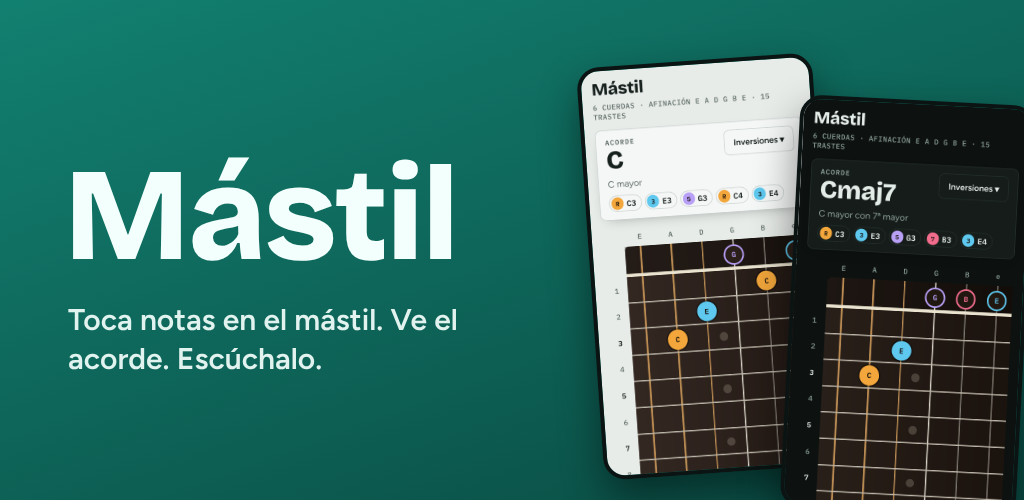 Mástil
Toca notas en el mástil. Ve el
acorde. Escúchalo.
Mástil
6 CUERDAS · AFINACIÓN E A D G B E · 15
TRASTES
ACORDE
C
Inversiones ▾
C mayor
R C3 3 E3 5 G3 R C4 3 E4
E A D G B
G
1 C
2 E
3 C
4
5
6
7
Mástil
6 CUERDAS · AFINACIÓN E A D G B E · 15
TRASTES
ACORDE
Cmaj7
Inversiones ▾
C mayor con 7ª mayor
R C3 3 E3 5 G3 7 B3 3 E4
E A D G B e
G B E
1
2 E
3 C
4
5
6
7